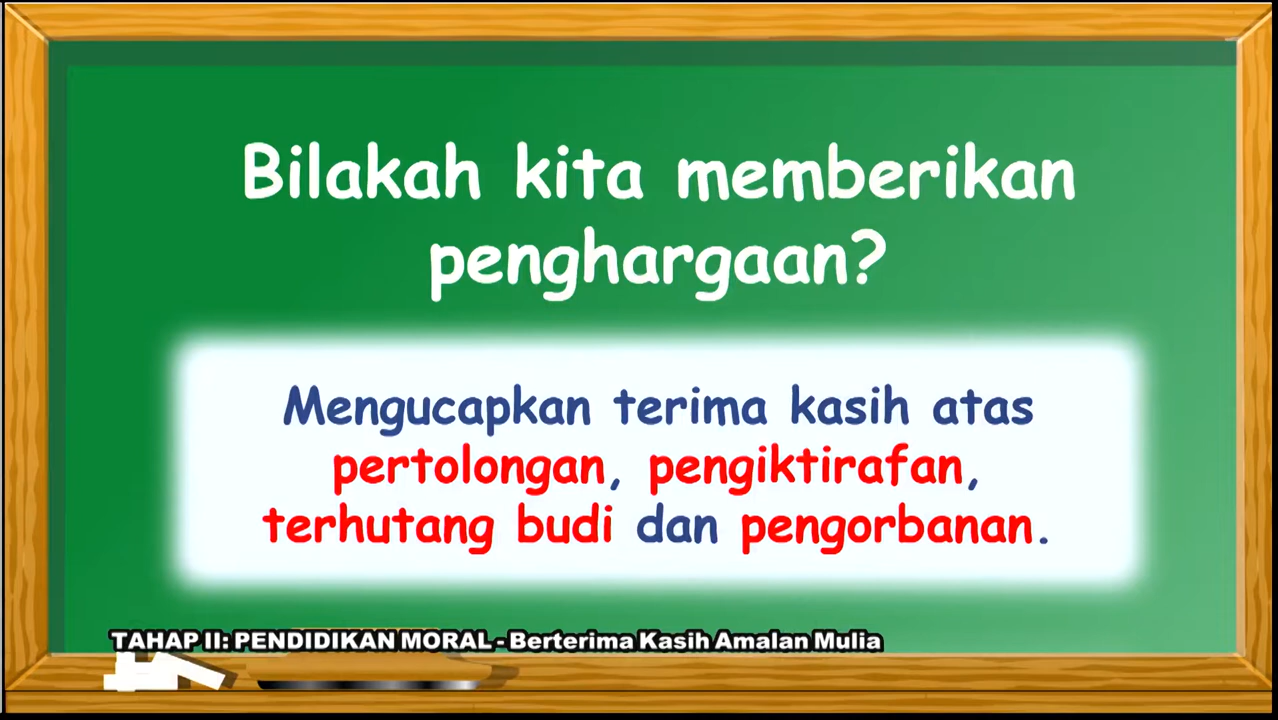 Bilakah kita memberikan
penghargaan?
Mengucapkan terima kasih atas
pertolongan, pengiktirafan,
terhutang budi dan pengorbanan.
TAHAP II: PENDIDIKAN MORAL - Berterima Kasih Amalan Mulia